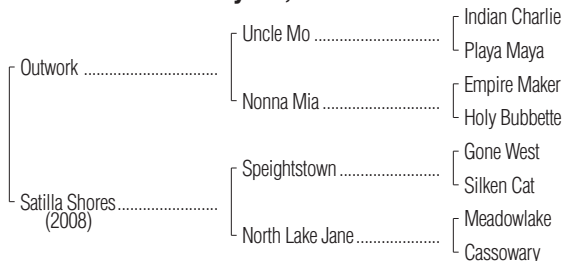 Indian Charlie
Uncle Mo
Playa Maya
Outwork
Empire Maker
Nonna Mia
Holy Bubbette
Gone West
Speightstown
Silken Cat
Satilla Shores
(2008)
Meadowlake
North Lake Jane
Cassowary